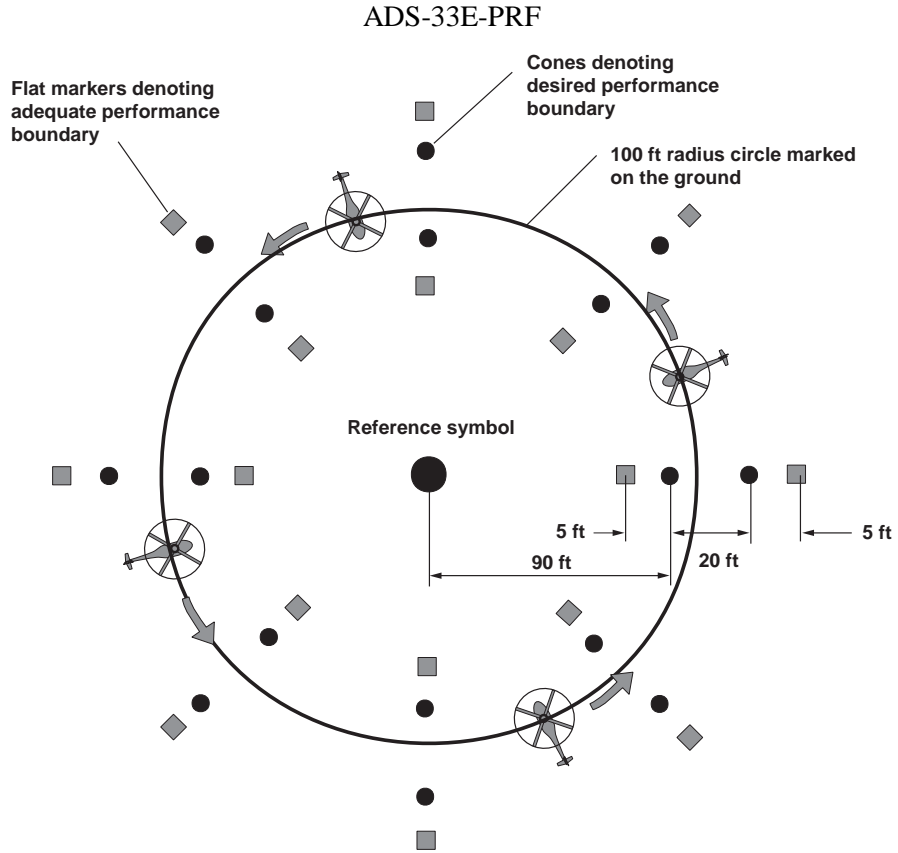 ADS-33E-PRF
Flat markers denoting
adequate performance
boundary
Cones denoting
desired performance
boundary
100 ft radius circle marked
on the ground
Reference symbol
5 ft
5 ft
90 ft
20 ft